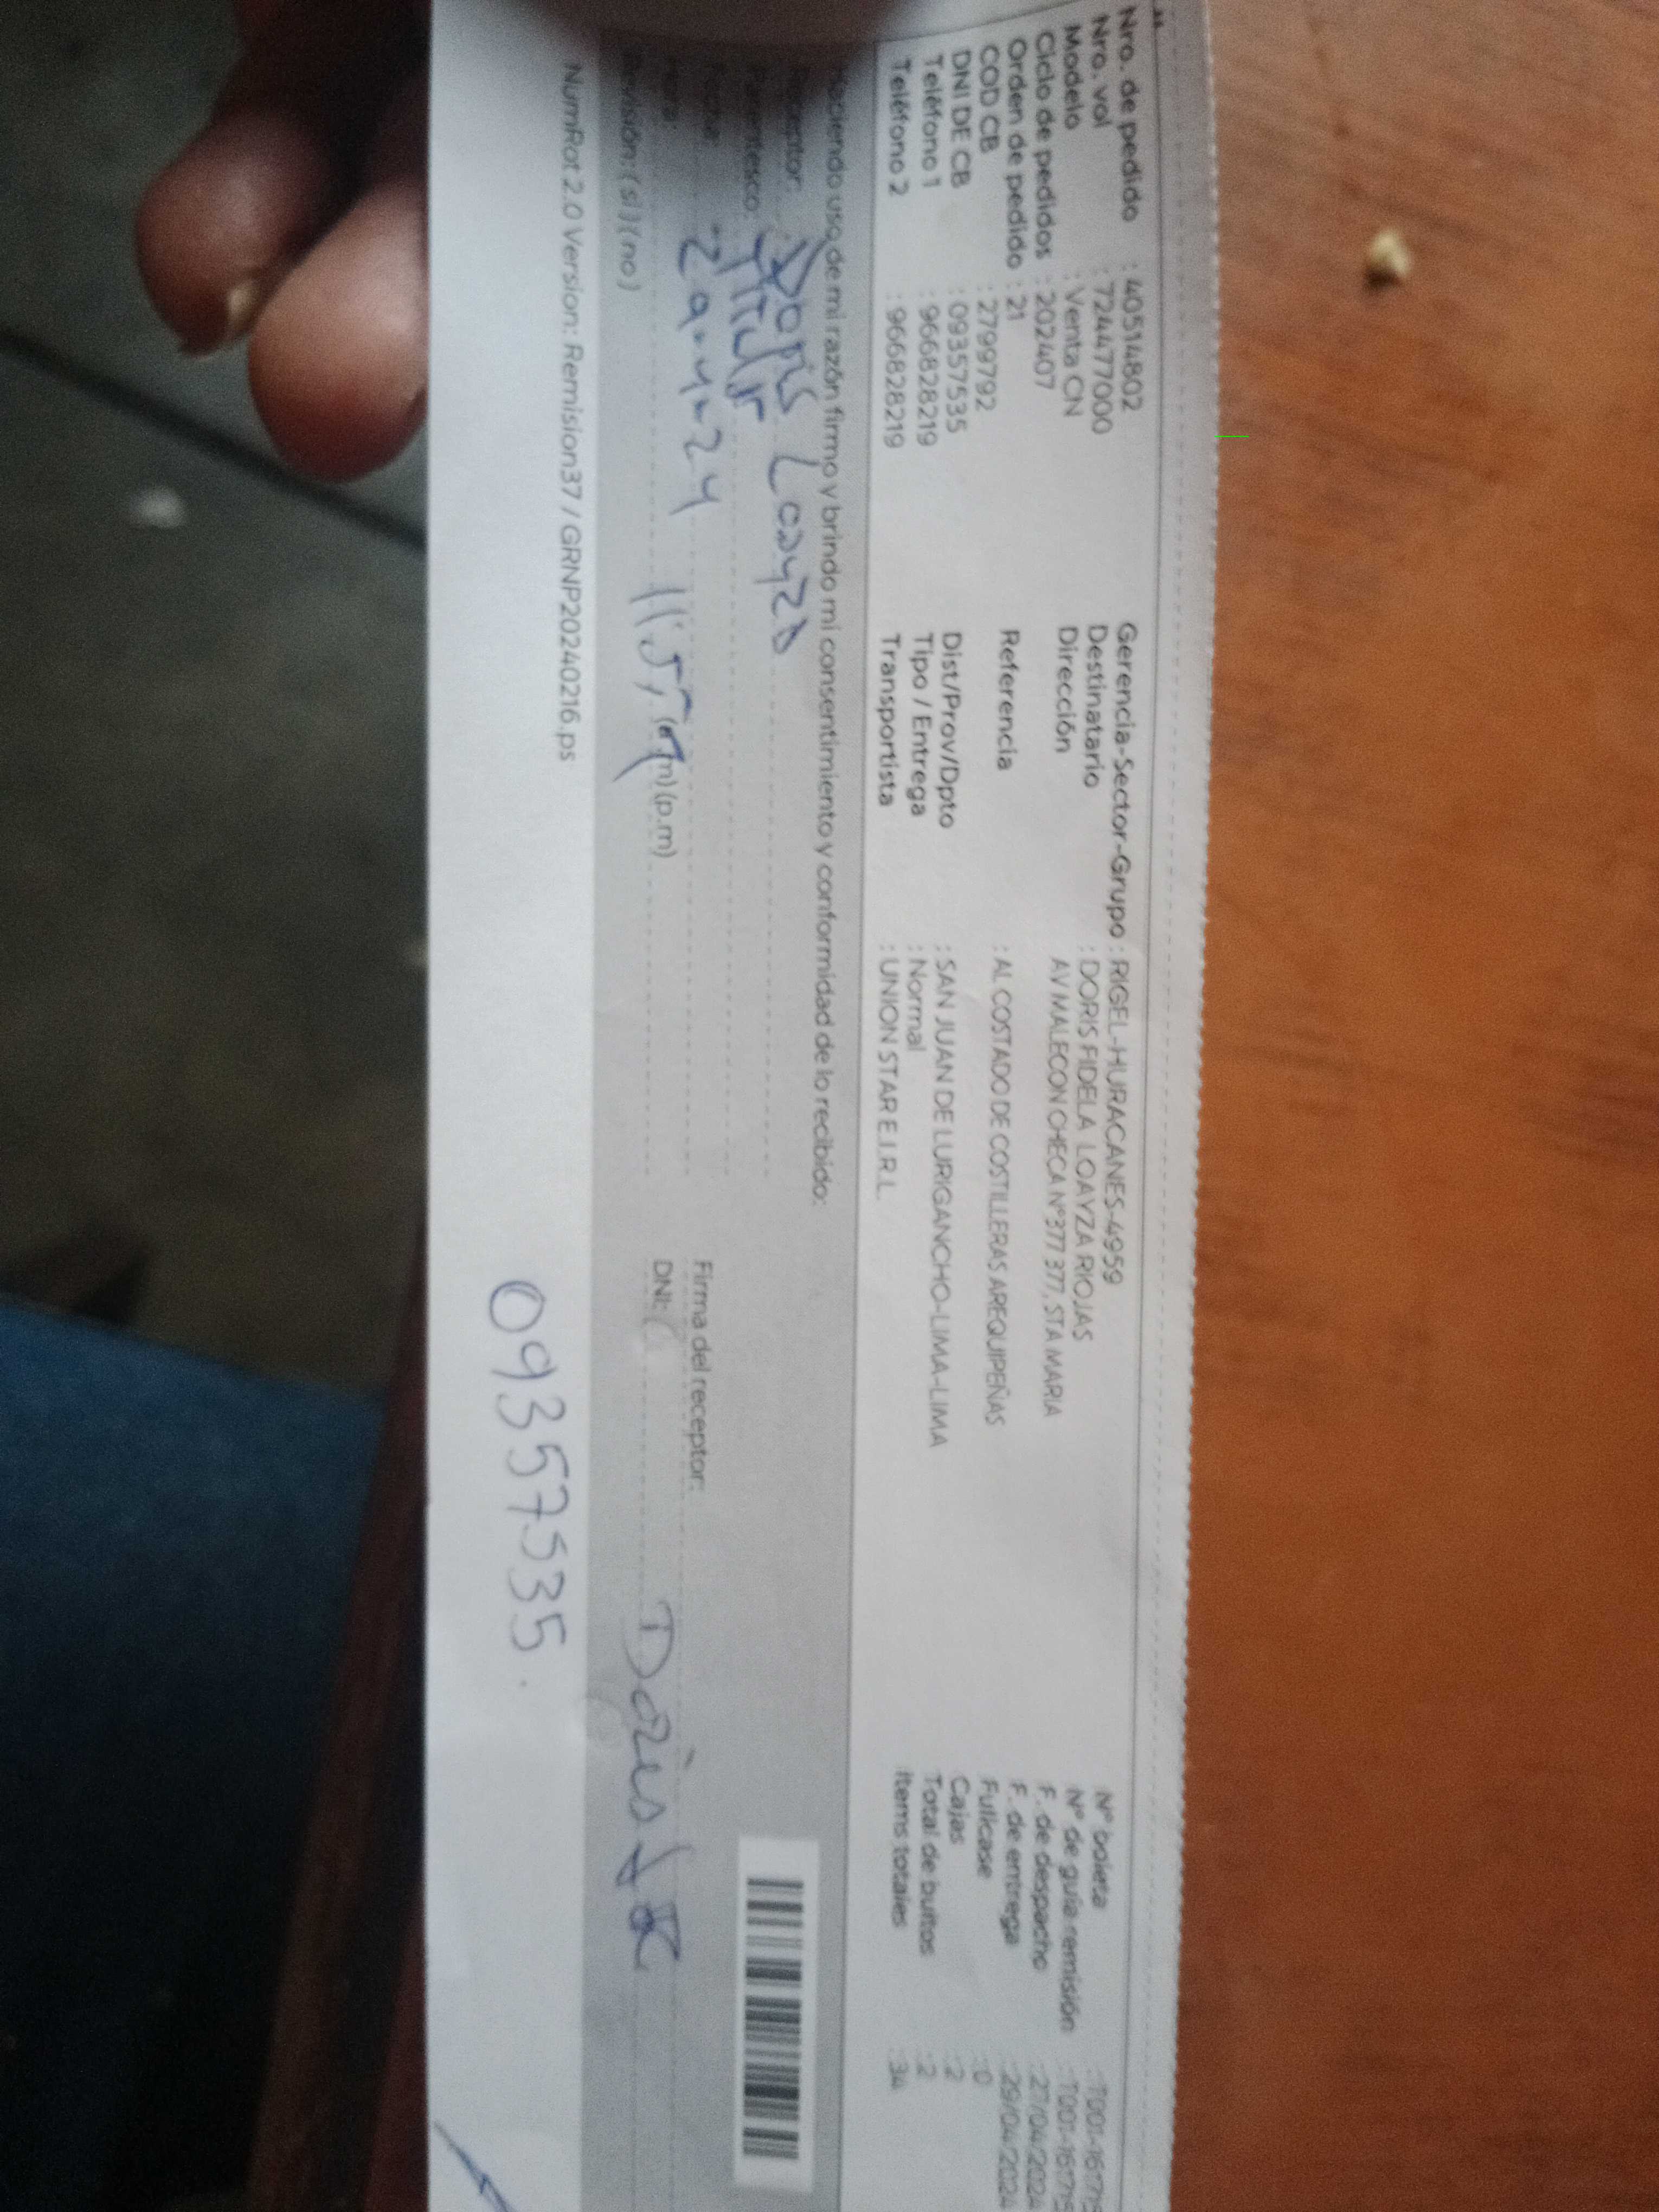 Nro. de pedido : 40514802
Nro. vol : 724477000
Modelo : Venta CN
Ciclo de pedidos : 202407
Orden de pedido : 21
COD CB : 2799792
DNI DE CB : 09357535
Teléfono 1 : 966828219
Teléfono 2 : 966828219
Gerencia-Sector-Grupo : RIGEL-HURACANES-4959
Destinatario : DORIS FIDELA LOAYZA RIOJAS
Dirección AV MALECON CHECA Nº377 377, STA MARIA
Referencia : AL COSTADO DE COSTILLERAS AREQUIPEÑAS
Dist/Prov/Dpto : SAN JUAN DE LURIGANCHO-LIMA-LIMA
Tipo / Entrega : Normal
Transportista : UNION STAR E.I.R.L.
Nº boleta
Nº de guía remisión
F. de despacho : 27/04/2024
F. de entrega : 29/04/2024
Fullcase : 0
Cajas : 2
Total de bultos : 2
Items totales : 34
Haciendo uso de mi razón firmo y brindo mi consentimiento y conformidad de lo recibido:
Receptor: Doris Loayza
Parentesco: Titular
Fecha: 29-4-24
Hora: (a.m) (p.m)
Revisión: ( si ) ( no )
Firma del receptor: Doris
DNI:
09357535.
NumRot 2.0 Version: Remision37 / GRNP20240216.ps